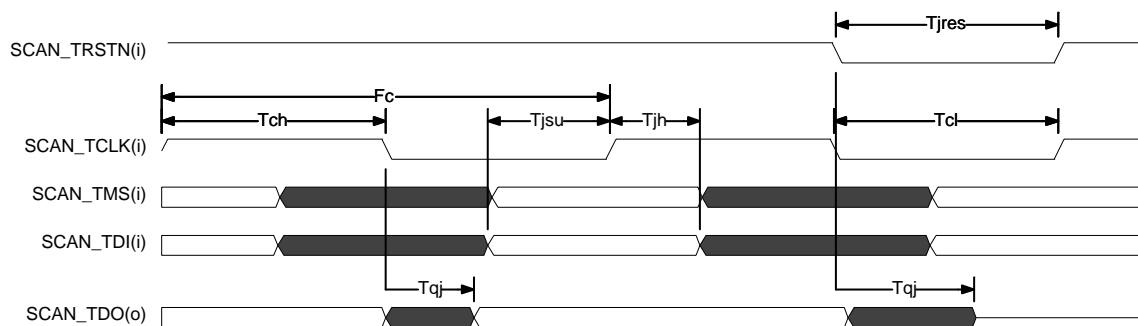 Tjres
SCAN_TRSTN(i)
Fc
Tch
Tjsu
Tjh
Tcl
SCAN_TCLK(i)
SCAN_TMS(i)
SCAN_TDI(i)
Tqj
Tqj
SCAN_TDO(o)